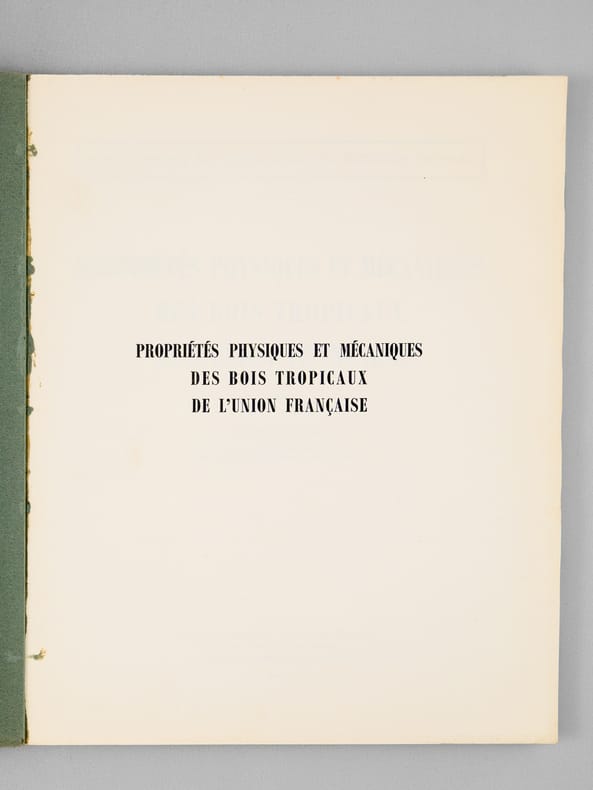 PROPRIÉTÉS PHYSIQUES ET MÉCANIQUES
DES BOIS TROPICAUX
DE L'UNION FRANÇAISE